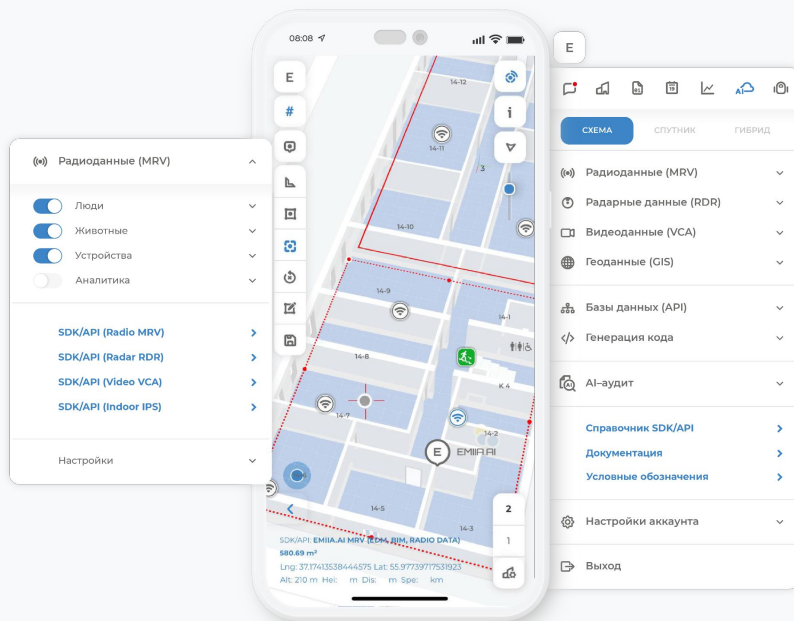 Радиоданные (MRV)
Люди
Животные
Устройства
Аналитика
SDK/API (Radio MRV)
SDK/API (Radar RDR)
SDK/API (Video VCA)
SDK/API (Indoor IPS)
Настройки
08:08
E
#
i
14-12
14-11
3
14-10
14-9
14-1
14-8
K 4
14-7
14-2
E EMIIA.AI
14-5
14-3
2
1
SDK/API: EMIIA.AI MRV (EDM, BIM, RADIO DATA)
580.69 m²
Lng: 37.17413538444575 Lat: 55.97739717531923
Alt: 210 m Hei: m Dis: m Spe: km
E
01
19
AI
СХЕМА СПУТНИК ГИБРИД
Радиоданные (MRV)
Радарные данные (RDR)
Видеоданные (VCA)
Геоданные (GIS)
Базы данных (API)
Генерация кода
AI–аудит
Справочник SDK/API
Документация
Условные обозначения
Настройки аккаунта
Выход